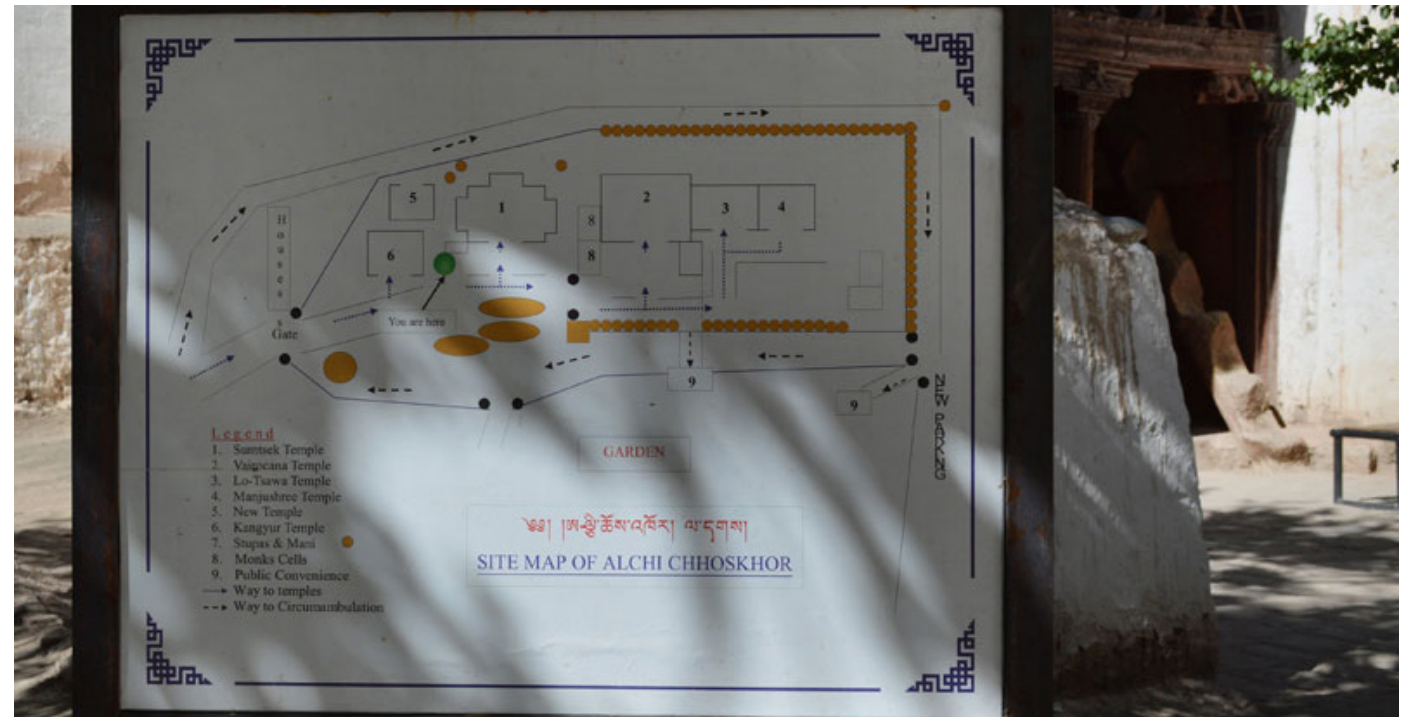 5
1
2
3
4
8
8
6
Houses
You are here
Gate
9
9
NEW PARKING
Legend
1. Sumtsek Temple
2. Vairocana Temple
3. Lo-Tsawa Temple
4. Manjushree Temple
5. New Temple
6. Kangyur Temple
7. Stupas & Mani
8. Monks Cells
9. Public Convenience
Way to temples
Way to Circumambulation
GARDEN
༄༅། །ཨ་ལྕི་ཆོས་འཁོར། ལ་དྭགས།
SITE MAP OF ALCHI CHHOSKHOR